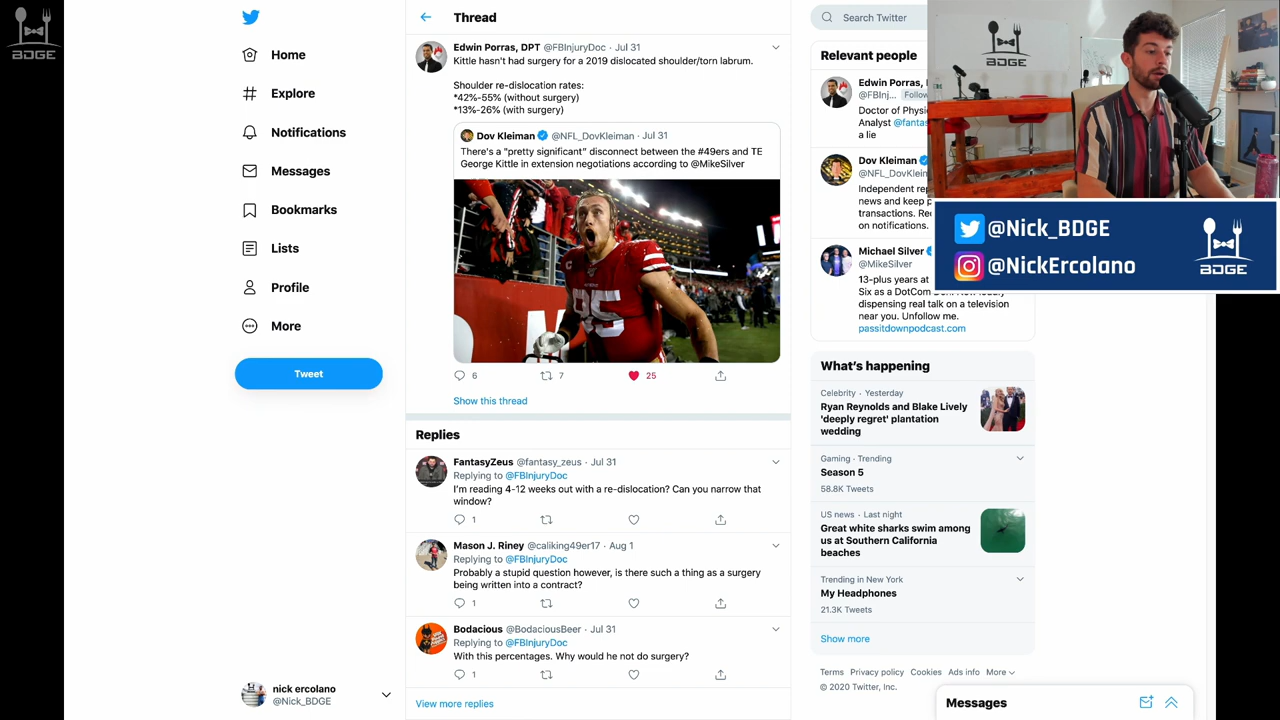 BDGE
Home
Explore
Notifications
Messages
Bookmarks
Lists
Profile
More
Tweet
nick ercolano
@Nick_BDGE
Thread
Edwin Porras, DPT @FBInjuryDoc · Jul 31
Kittle hasn't had surgery for a 2019 dislocated shoulder/torn labrum.
Shoulder re-dislocation rates:
*42%-55% (without surgery)
*13%-26% (with surgery)
Dov Kleiman @NFL_DovKleiman · Jul 31
There's a "pretty significant" disconnect between the #49ers and TE
George Kittle in extension negotiations according to @MikeSilver
85
6 7 25
Show this thread
Replies
FantasyZeus @fantasy_zeus · Jul 31
Replying to @FBInjuryDoc
I'm reading 4-12 weeks out with a re-dislocation? Can you narrow that
window?
1
Mason J. Riney @caliking49er17 · Aug 1
Replying to @FBInjuryDoc
Probably a stupid question however, is there such a thing as a surgery
being written into a contract?
1
Bodacious @BodaciousBeer · Jul 31
Replying to @FBInjuryDoc
With this percentages. Why would he not do surgery?
1
View more replies
Search Twitter
Relevant people
Edwin Porras,
@FBInj... Follow
Doctor of Physi
Analyst @fantas
a lie
Dov Kleiman
@NFL_DovKlein
Independent rep
news and keep p
transactions. Rec
on notifications.
Michael Silver
@MikeSilver
13-plus years at
dispensing real talk on a television
near you. Unfollow me.
passitdownpodcast.com
What's happening
Celebrity · Yesterday
Ryan Reynolds and Blake Lively
'deeply regret' plantation
wedding
Gaming · Trending
Season 5
58.8K Tweets
US news · Last night
Great white sharks swim among
us at Southern California
beaches
Trending in New York
My Headphones
21.3K Tweets
Show more
Terms Privacy policy Cookies Ads info More
© 2020 Twitter, Inc.
Messages
BDGE
@Nick_BDGE
@NickErcolano
BDGE